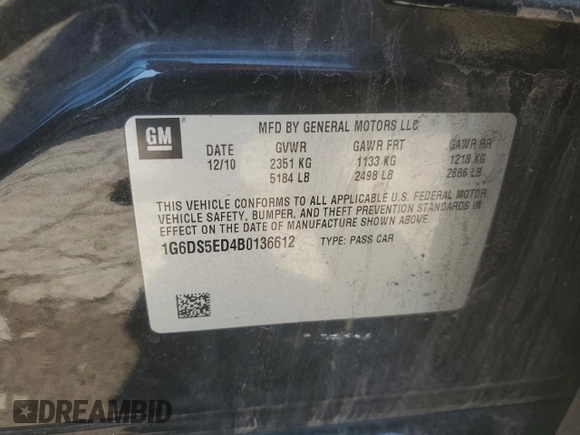 GM
MFD BY GENERAL MOTORS LLC
DATE GVWR GAWR FRT GAWR RR
12/10 2351 KG 1133 KG 1218 KG
5184 LB 2498 LB 2686 LB
THIS VEHICLE CONFORMS TO ALL APPLICABLE U.S. FEDERAL MOTOR
VEHICLE SAFETY, BUMPER, AND THEFT PREVENTION STANDARDS IN
EFFECT ON THE DATE OF MANUFACTURE SHOWN ABOVE.
1G6DS5ED4B0136612 TYPE: PASS CAR
DREAMBID